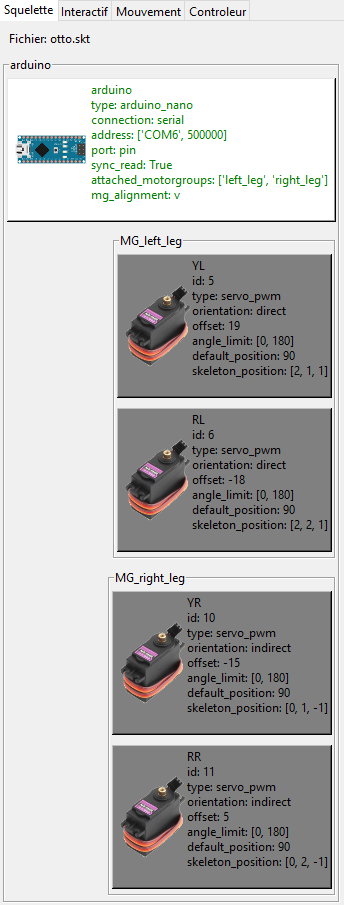 Squelette Interactif Mouvement Controleur
Fichier: otto.skt
arduino
arduino
type: arduino_nano
connection: serial
address: ['COM6', 500000]
port: pin
sync_read: True
attached_motorgroups: ['left_leg', 'right_leg']
mg_alignment: v
MG_left_leg
YL
id: 5
type: servo_pwm
orientation: direct
offset: 19
angle_limit: [0, 180]
default_position: 90
skeleton_position: [2, 1, 1]
RL
id: 6
type: servo_pwm
orientation: direct
offset: -18
angle_limit: [0, 180]
default_position: 90
skeleton_position: [2, 2, 1]
MG_right_leg
YR
id: 10
type: servo_pwm
orientation: indirect
offset: -15
angle_limit: [0, 180]
default_position: 90
skeleton_position: [0, 1, -1]
RR
id: 11
type: servo_pwm
orientation: indirect
offset: 5
angle_limit: [0, 180]
default_position: 90
skeleton_position: [0, 2, -1]